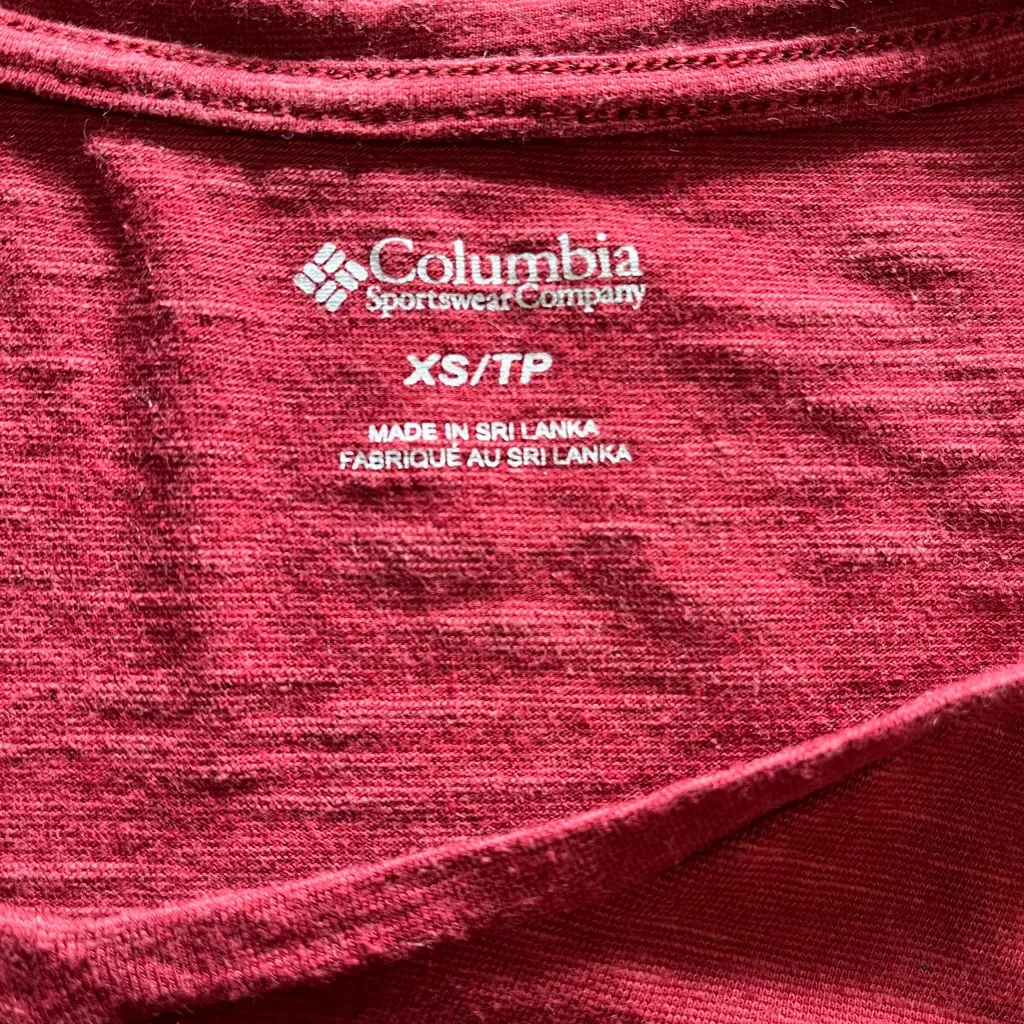 Columbia
Sportswear Company
XS/TP
MADE IN SRI LANKA
FABRIQUÉ AU SRI LANKA